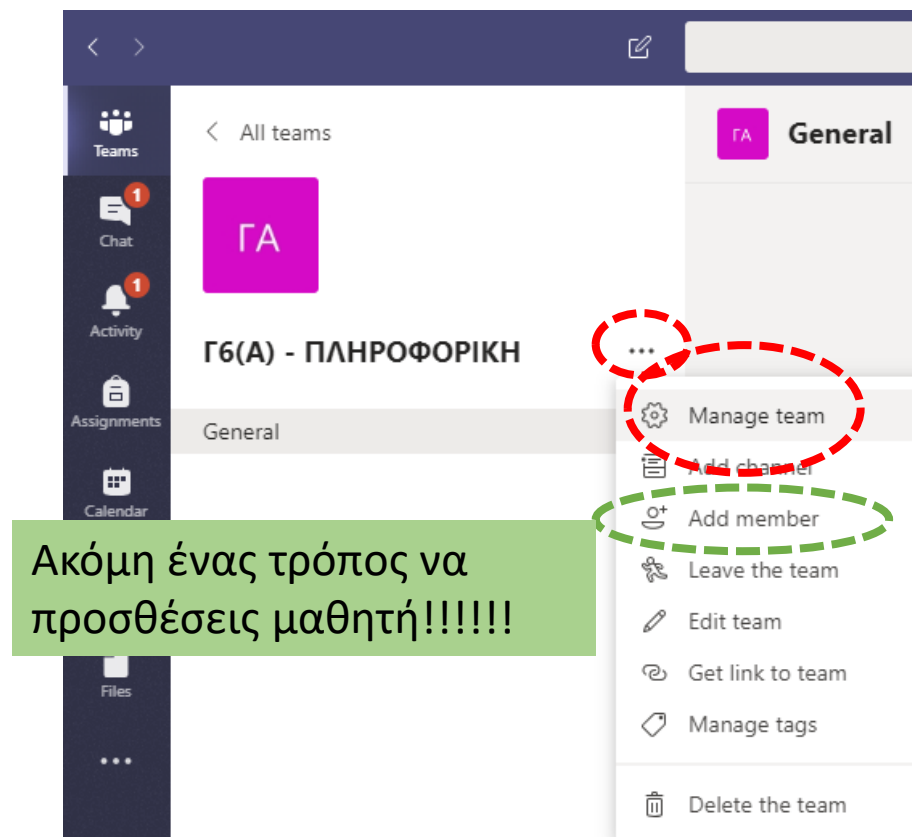 Teams
1
Chat
1
Activity
Assignments
Calendar
Files
< All teams
ΓΑ
Γ6(Α) - ΠΛΗΡΟΦΟΡΙΚΗ
General
ΓΑ General
Manage team
Add channel
Add member
Leave the team
Edit team
Get link to team
Manage tags
Delete the team
Ακόμη ένας τρόπος να
προσθέσεις μαθητή!!!!!!